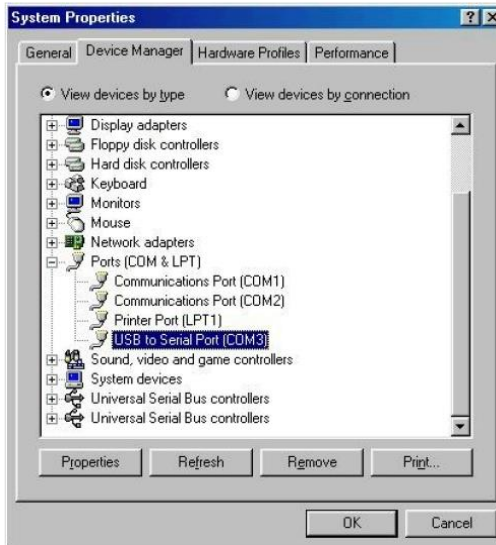 System Properties
General Device Manager Hardware Profiles Performance
View devices by type View devices by connection
Display adapters
Floppy disk controllers
Hard disk controllers
Keyboard
Monitors
Mouse
Network adapters
Ports (COM & LPT)
Communications Port (COM1)
Communications Port (COM2)
Printer Port (LPT1)
USB to Serial Port (COM3)
Sound, video and game controllers
System devices
Universal Serial Bus controllers
Universal Serial Bus controllers
Properties Refresh Remove Print...
OK Cancel